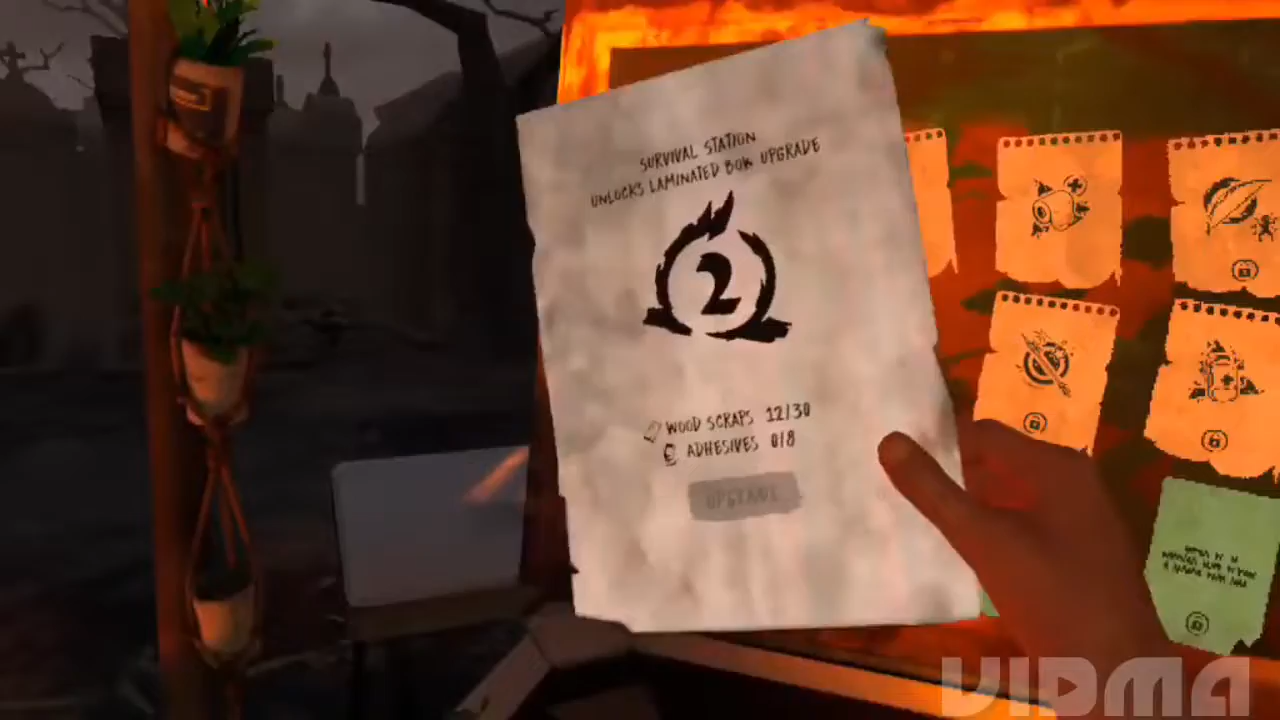 SURVIVAL STATION
UNLOCKS LAMINATED BOW UPGRADE
2
WOOD SCRAPS 12/30
ADHESIVES 0/8
UPGRADE
VIDMA